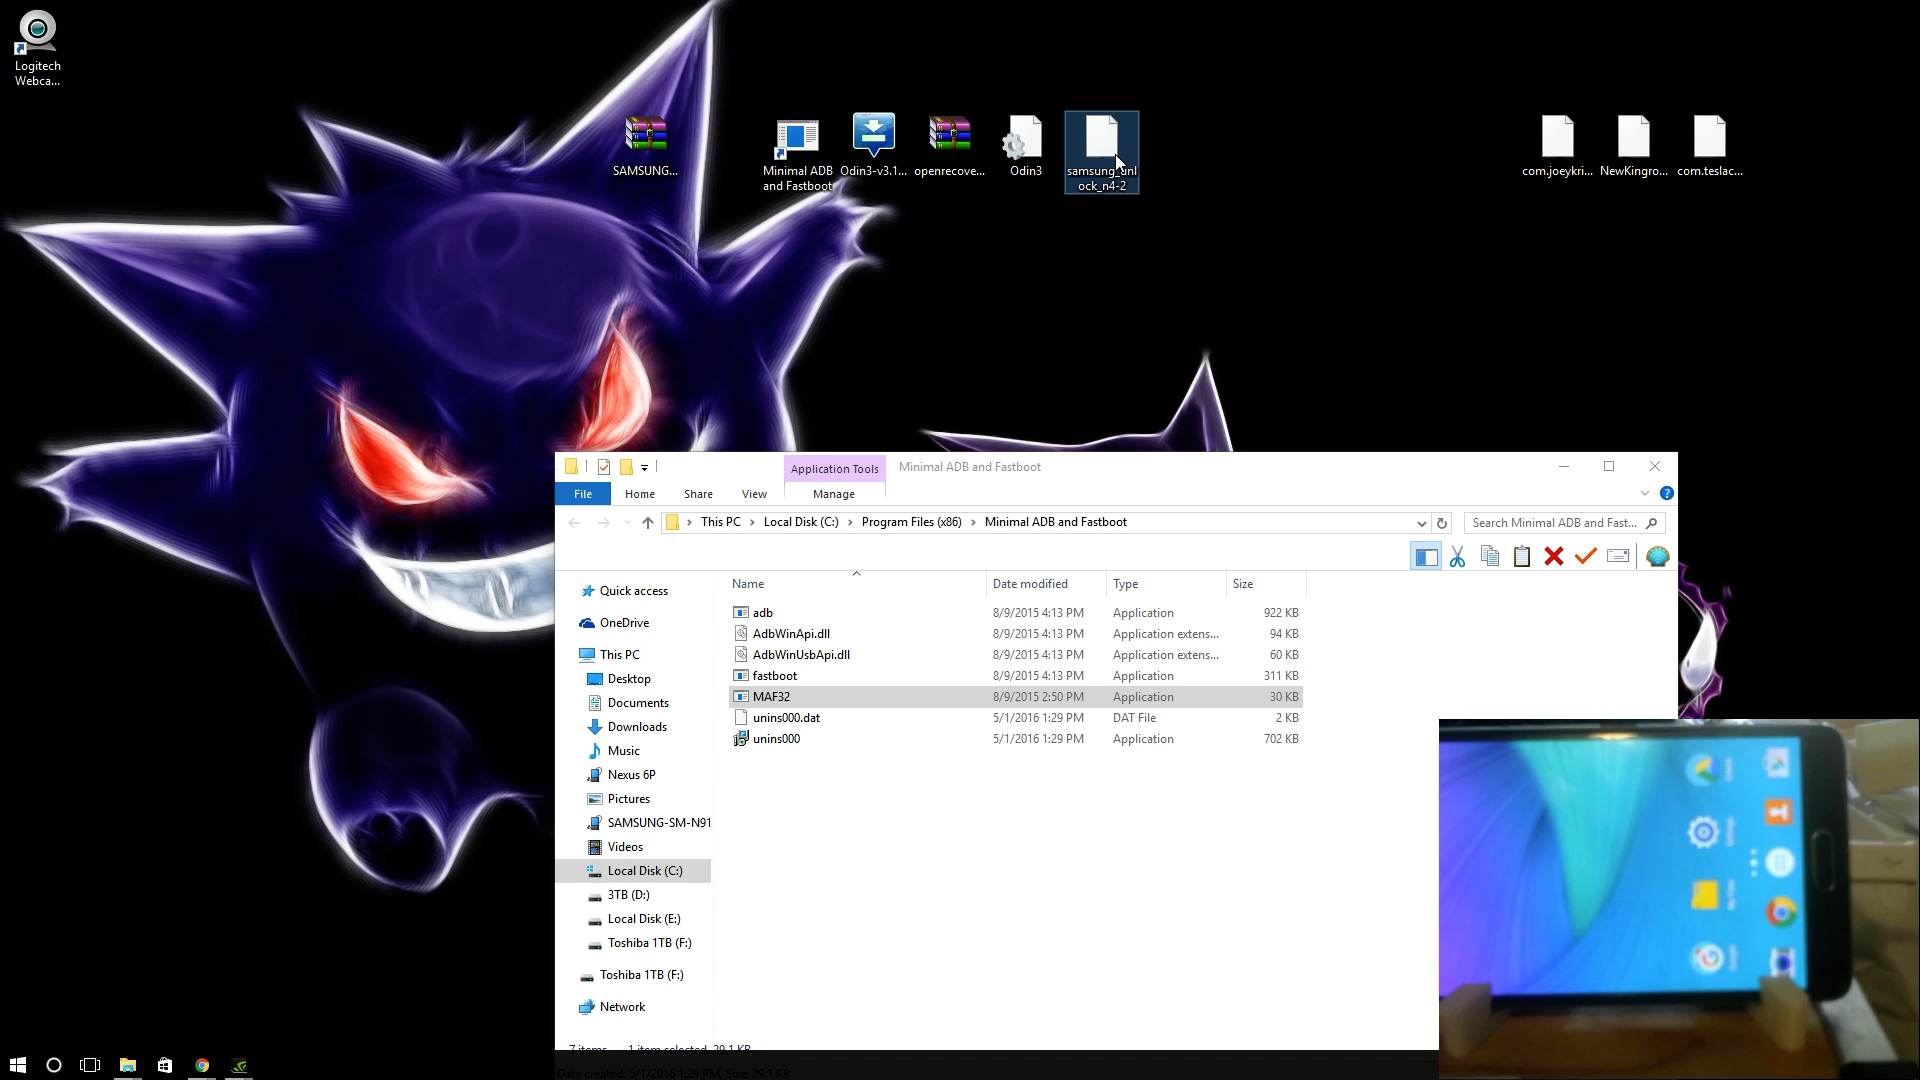 Logitech
Webca...
SAMSUNG...
Minimal ADB
and Fastboot
Odin3-v3.1...
openrecove...
Odin3
samsung_unl
ock_n4-2
com.joeykri...
NewKingro...
com.teslac...
Application Tools
Minimal ADB and Fastboot
File
Home
Share
View
Manage
This PC
Local Disk (C:)
Program Files (x86)
Minimal ADB and Fastboot
Search Minimal ADB and Fast...
Name
Date modified
Type
Size
Quick access
OneDrive
This PC
Desktop
Documents
Downloads
Music
Nexus 6P
Pictures
SAMSUNG-SM-N91
Videos
Local Disk (C:)
3TB (D:)
Local Disk (E:)
Toshiba 1TB (F:)
Toshiba 1TB (F:)
Network
adb 8/9/2015 4:13 PM Application 922 KB
AdbWinApi.dll 8/9/2015 4:13 PM Application extens... 94 KB
AdbWinUsbApi.dll 8/9/2015 4:13 PM Application extens... 60 KB
fastboot 8/9/2015 4:13 PM Application 311 KB
MAF32 8/9/2015 2:50 PM Application 30 KB
unins000.dat 5/1/2016 1:29 PM DAT File 2 KB
unins000 5/1/2016 1:29 PM Application 702 KB
7 items 1 item selected 29.1 KB
Date created: 5/1/2016 1:29 PM, Size: 29.1 KB